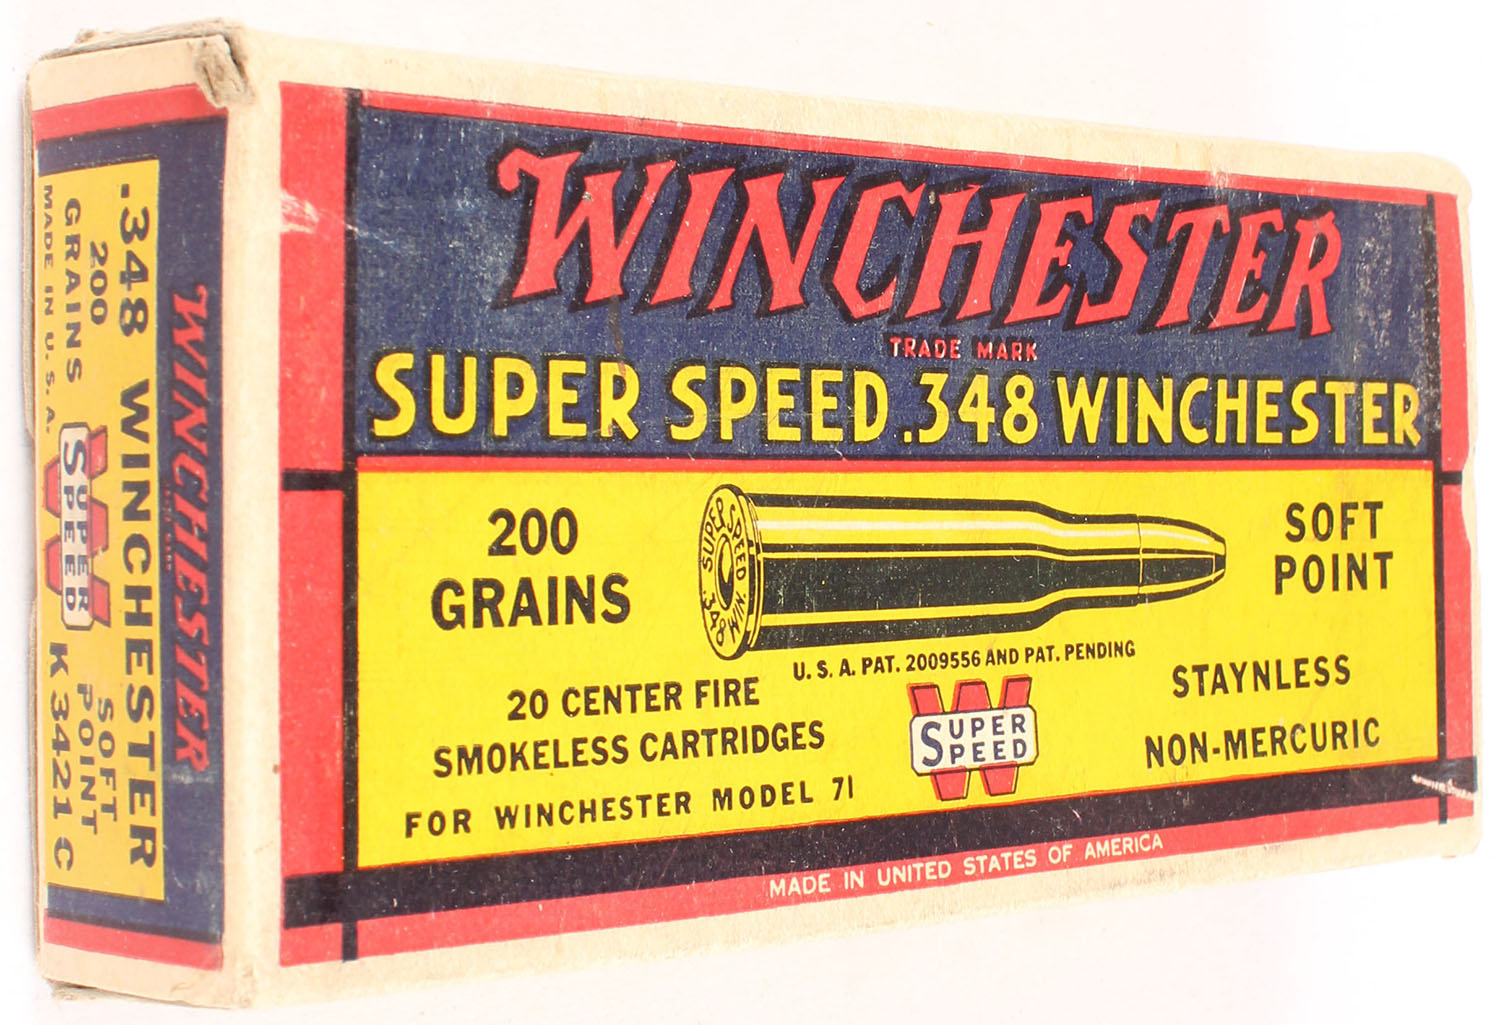 WINCHESTER
TRADE MARK
SUPER SPEED .348 WINCHESTER
200
GRAINS
SUPER SPEED
348 WIN
SOFT
POINT
U. S. A. PAT. 2009556 AND PAT. PENDING
20 CENTER FIRE
SMOKELESS CARTRIDGES
FOR WINCHESTER MODEL 71
SUPER
SPEED
W
STAYNLESS
NON-MERCURIC
MADE IN UNITED STATES OF AMERICA
WINCHESTER
.348 WINCHESTER
200
GRAINS
MADE IN U. S. A.
SUPER
SPEED
W
SOFT
POINT
K 3421 C